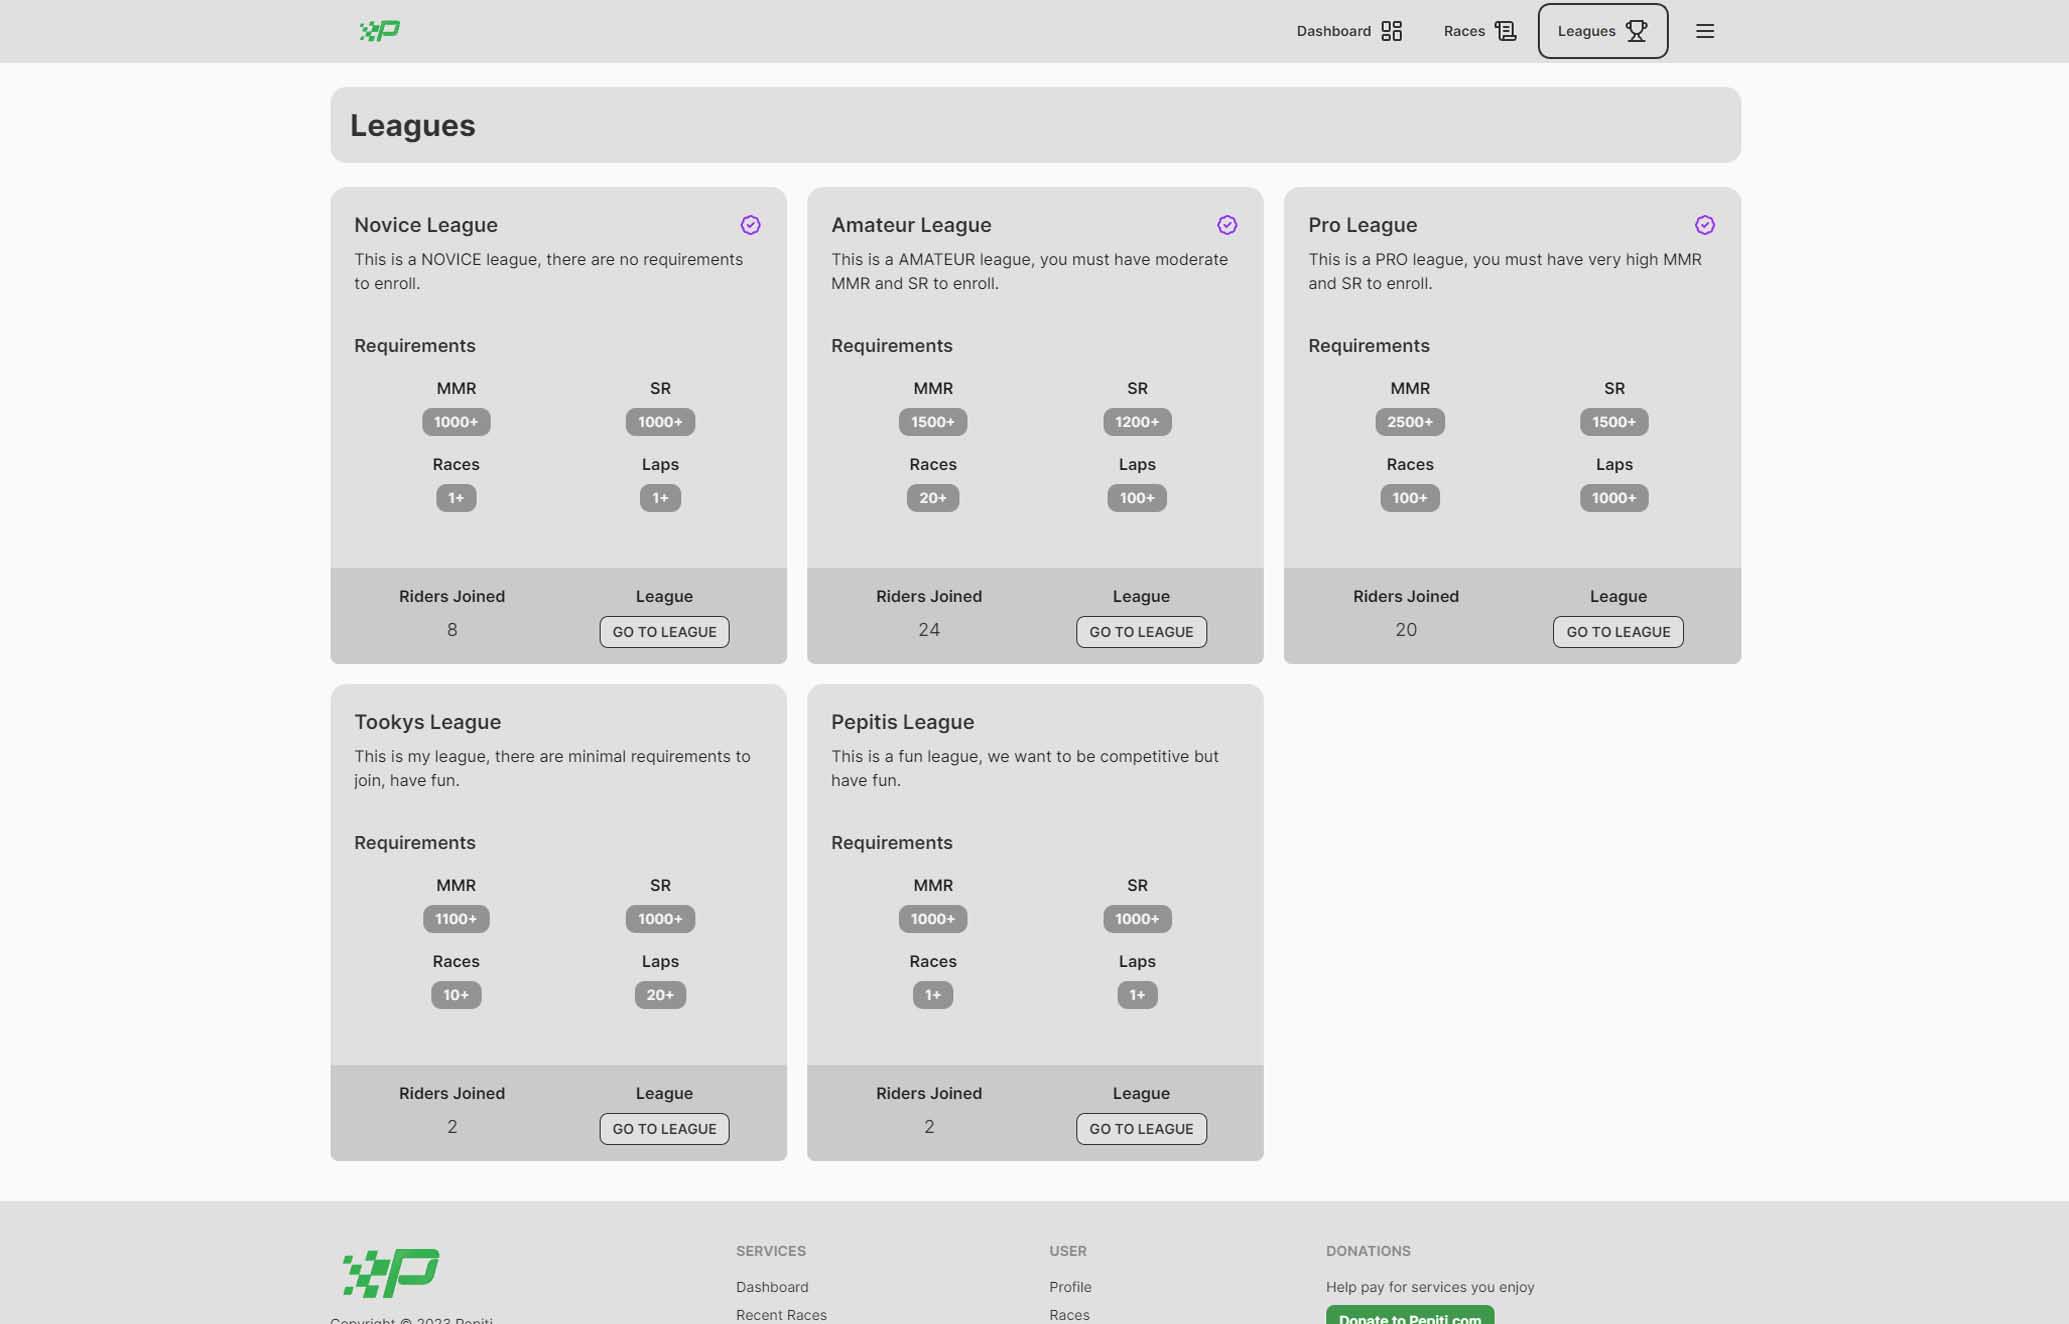 Dashboard
Races
Leagues
Leagues
Novice League
This is a NOVICE league, there are no requirements
to enroll.
Requirements
MMR SR
1000+ 1000+
Races Laps
1+ 1+
Riders Joined League
8 GO TO LEAGUE
Amateur League
This is a AMATEUR league, you must have moderate
MMR and SR to enroll.
Requirements
MMR SR
1500+ 1200+
Races Laps
20+ 100+
Riders Joined League
24 GO TO LEAGUE
Pro League
This is a PRO league, you must have very high MMR
and SR to enroll.
Requirements
MMR SR
2500+ 1500+
Races Laps
100+ 1000+
Riders Joined League
20 GO TO LEAGUE
Tookys League
This is my league, there are minimal requirements to
join, have fun.
Requirements
MMR SR
1100+ 1000+
Races Laps
10+ 20+
Riders Joined League
2 GO TO LEAGUE
Pepitis League
This is a fun league, we want to be competitive but
have fun.
Requirements
MMR SR
1000+ 1000+
Races Laps
1+ 1+
Riders Joined League
2 GO TO LEAGUE
P
Copyright © 2023 Pepiti
SERVICES
Dashboard
Recent Races
USER
Profile
Races
DONATIONS
Help pay for services you enjoy
Donate to Pepiti.com